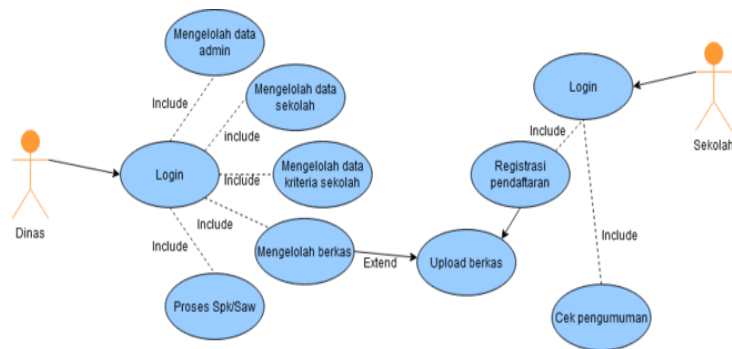 Mengelolah data
admin
Include
Mengelolah data
sekolah
include
Login
Include
Sekolah
Dinas
Login
Include
Mengelolah data
kriteria sekolah
Registrasi
pendaftaran
Include
Include
Mengelolah berkas
Extend
Upload berkas
Include
Proses Spk/Saw
Cek pengumuman